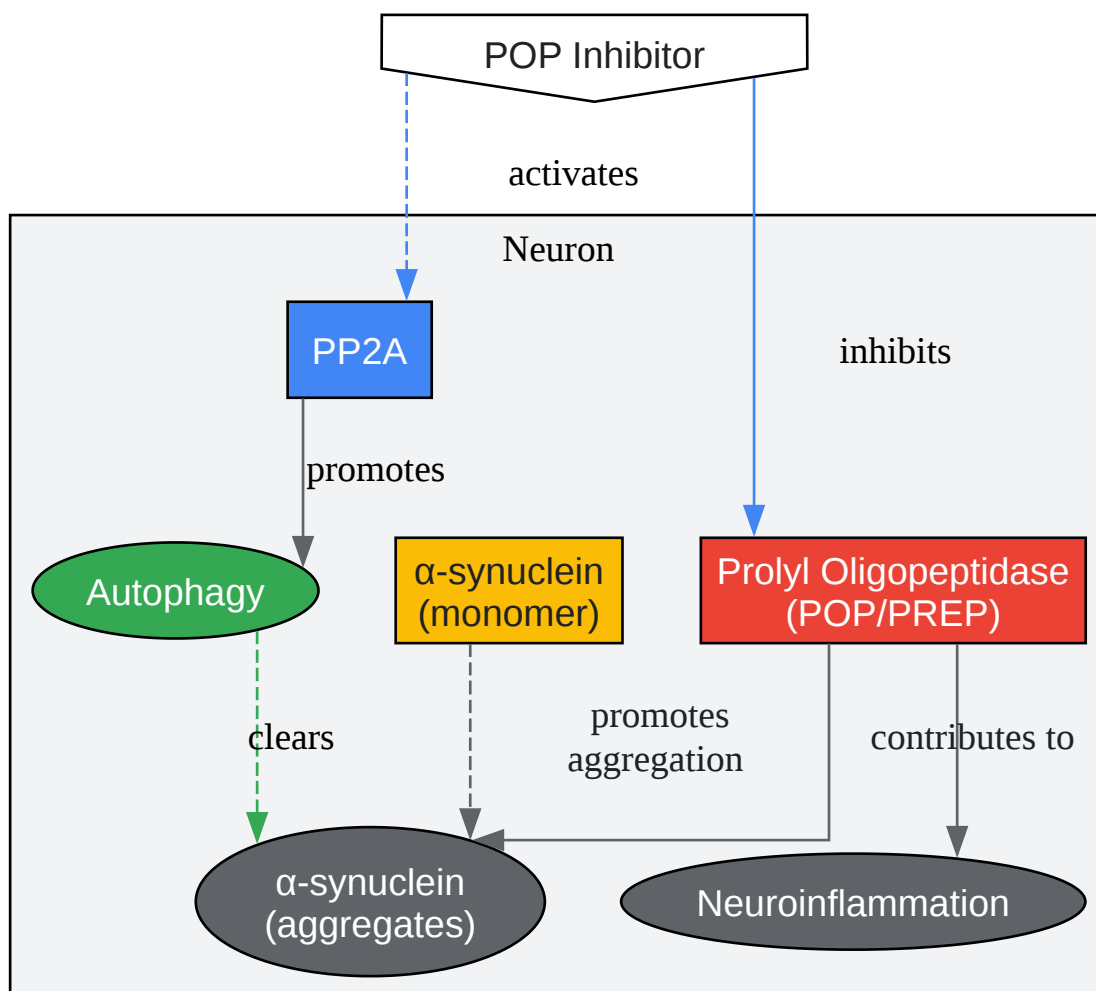 POP Inhibitor
activates
Neuron
PP2A
inhibits
promotes
Autophagy
α-synuclein
(monomer)
Prolyl Oligopeptidase
(POP/PREP)
clears
promotes
aggregation
contributes to
α-synuclein
(aggregates)
Neuroinflammation